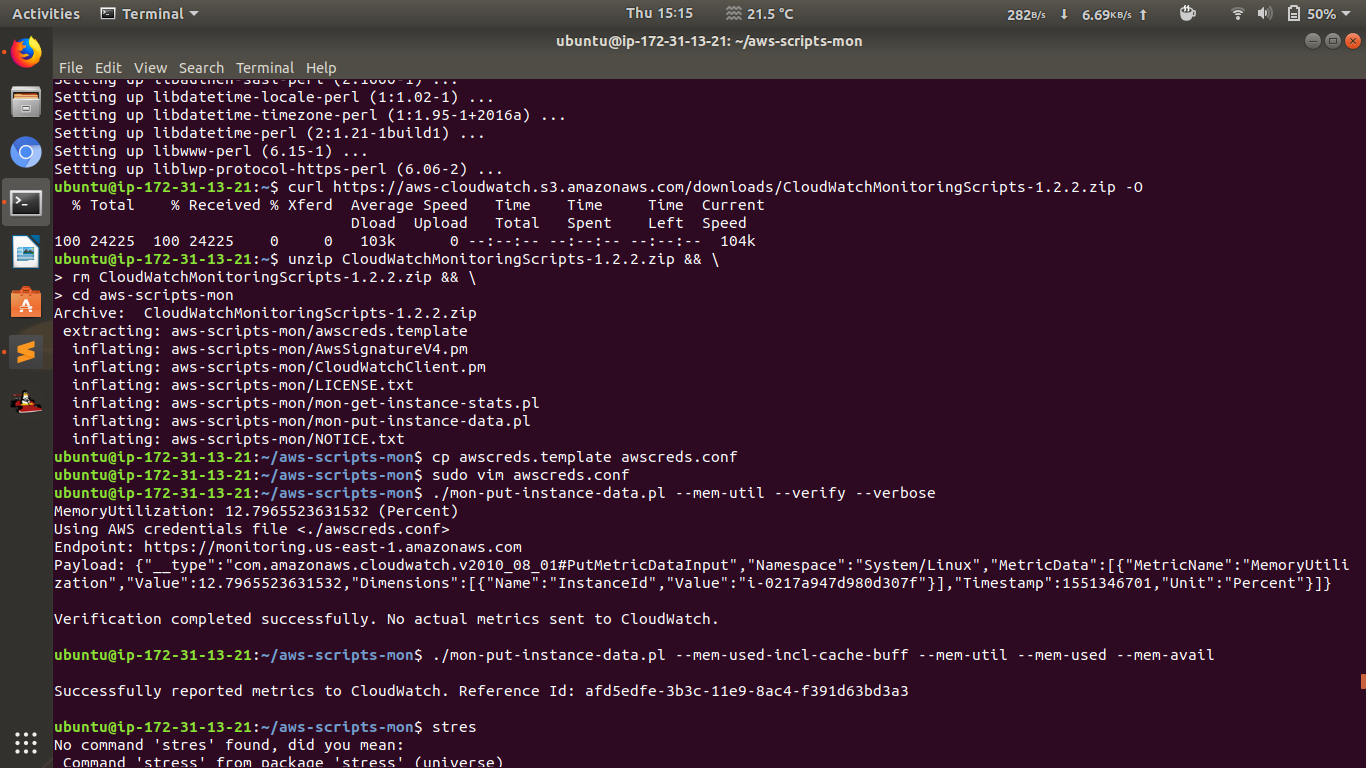 Activities Terminal Thu 15:15 21.5 °C 282B/s ↓ 6.69KB/s ↑ 50%
ubuntu@ip-172-31-13-21: ~/aws-scripts-mon
File Edit View Search Terminal Help
Setting up libauthen-sasl-perl (2.1600-1) ...
Setting up libdatetime-locale-perl (1:1.02-1) ...
Setting up libdatetime-timezone-perl (1:1.95-1+2016a) ...
Setting up libdatetime-perl (2:1.21-1build1) ...
Setting up libwww-perl (6.15-1) ...
Setting up liblwp-protocol-https-perl (6.06-2) ...
ubuntu@ip-172-31-13-21:~$ curl https://aws-cloudwatch.s3.amazonaws.com/downloads/CloudWatchMonitoringScripts-1.2.2.zip -O
  % Total    % Received % Xferd  Average Speed   Time    Time     Time  Current
                                 Dload  Upload   Total   Spent    Left  Speed
100 24225  100 24225    0     0   103k      0 --:--:-- --:--:-- --:--:--  104k
ubuntu@ip-172-31-13-21:~$ unzip CloudWatchMonitoringScripts-1.2.2.zip && \
> rm CloudWatchMonitoringScripts-1.2.2.zip && \
> cd aws-scripts-mon
Archive:  CloudWatchMonitoringScripts-1.2.2.zip
 extracting: aws-scripts-mon/awscreds.template
  inflating: aws-scripts-mon/AwsSignatureV4.pm
  inflating: aws-scripts-mon/CloudWatchClient.pm
  inflating: aws-scripts-mon/LICENSE.txt
  inflating: aws-scripts-mon/mon-get-instance-stats.pl
  inflating: aws-scripts-mon/mon-put-instance-data.pl
  inflating: aws-scripts-mon/NOTICE.txt
ubuntu@ip-172-31-13-21:~/aws-scripts-mon$ cp awscreds.template awscreds.conf
ubuntu@ip-172-31-13-21:~/aws-scripts-mon$ sudo vim awscreds.conf
ubuntu@ip-172-31-13-21:~/aws-scripts-mon$ ./mon-put-instance-data.pl --mem-util --verify --verbose
MemoryUtilization: 12.7965523631532 (Percent)
Using AWS credentials file <./awscreds.conf>
Endpoint: https://monitoring.us-east-1.amazonaws.com
Payload: {"__type":"com.amazonaws.cloudwatch.v2010_08_01#PutMetricDataInput","Namespace":"System/Linux","MetricData":[{"MetricName":"MemoryUtili
zation","Value":12.7965523631532,"Dimensions":[{"Name":"InstanceId","Value":"i-0217a947d980d307f"}],"Timestamp":1551346701,"Unit":"Percent"}]}
Verification completed successfully. No actual metrics sent to CloudWatch.
ubuntu@ip-172-31-13-21:~/aws-scripts-mon$ ./mon-put-instance-data.pl --mem-used-incl-cache-buff --mem-util --mem-used --mem-avail
Successfully reported metrics to CloudWatch. Reference Id: afd5edfe-3b3c-11e9-8ac4-f391d63bd3a3
ubuntu@ip-172-31-13-21:~/aws-scripts-mon$ stres
No command 'stres' found, did you mean:
 Command 'stress' from package 'stress' (universe)